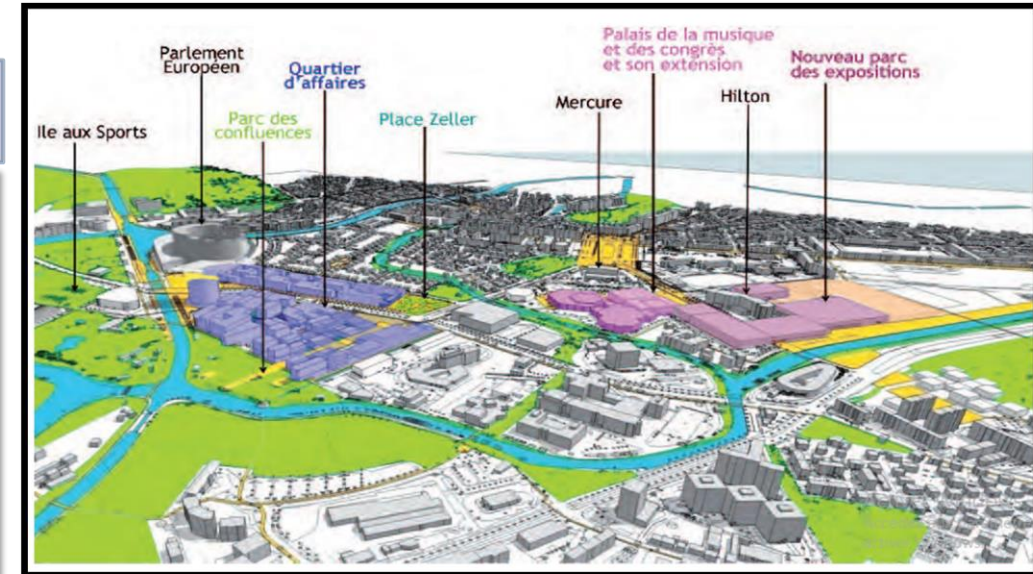 Parlement
Européen
Quartier
d'affaires
Palais de la musique
et des congrès
et son extension
Nouveau parc
des expositions
Ile aux Sports
Parc des
confluences
Place Zeller
Mercure
Hilton